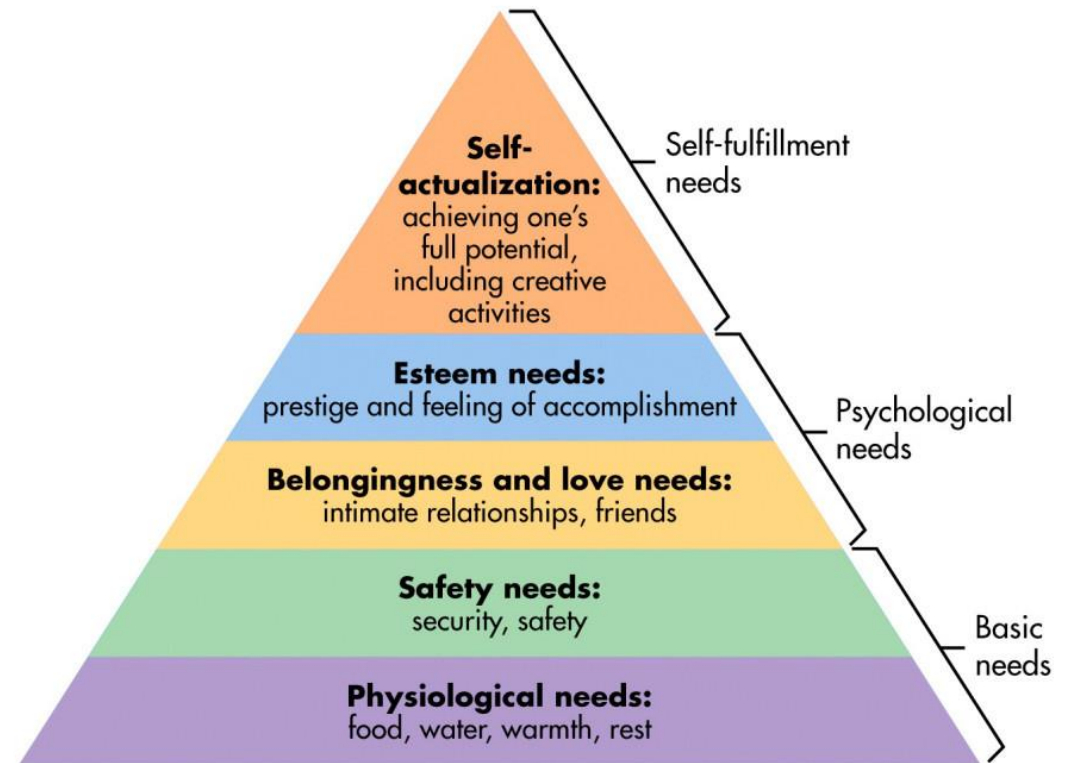 Self-
actualization:
achieving one's
full potential,
including creative
activities
Self-fulfillment
needs
Esteem needs:
prestige and feeling of accomplishment
Psychological
needs
Belongingness and love needs:
intimate relationships, friends
Safety needs:
security, safety
Basic
needs
Physiological needs:
food, water, warmth, rest